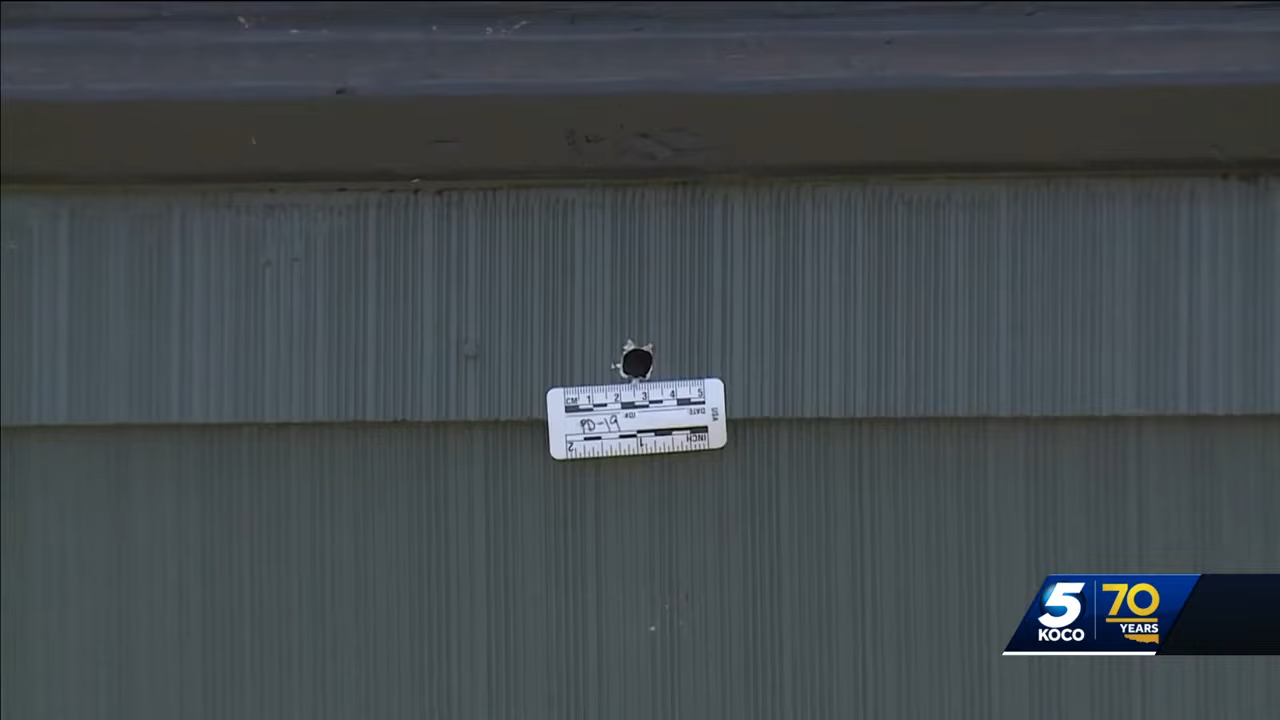 CM 1 2 3 4 5
ID# DATE
USA
PD-19
2 1 INCH
5 70
KOCO YEARS